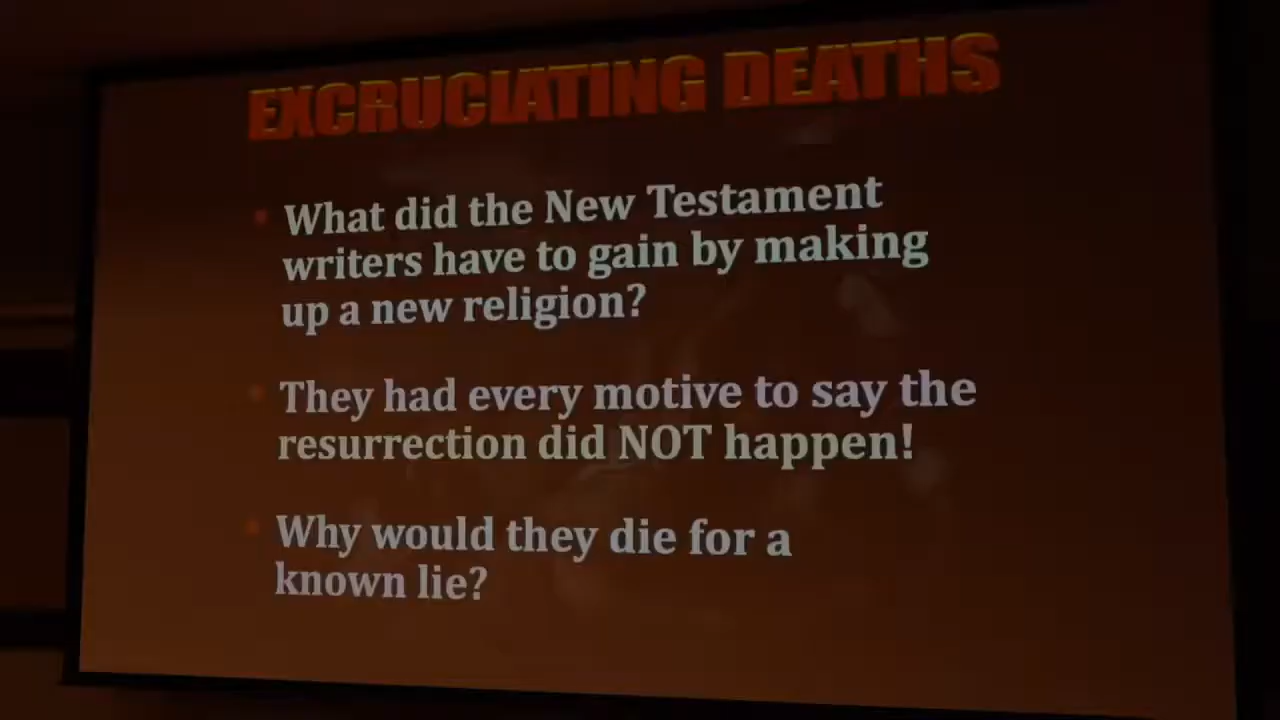 EXCRUCIATING DEATHS
What did the New Testament
writers have to gain by making
up a new religion?
They had every motive to say the
resurrection did NOT happen!
Why would they die for a
known lie?